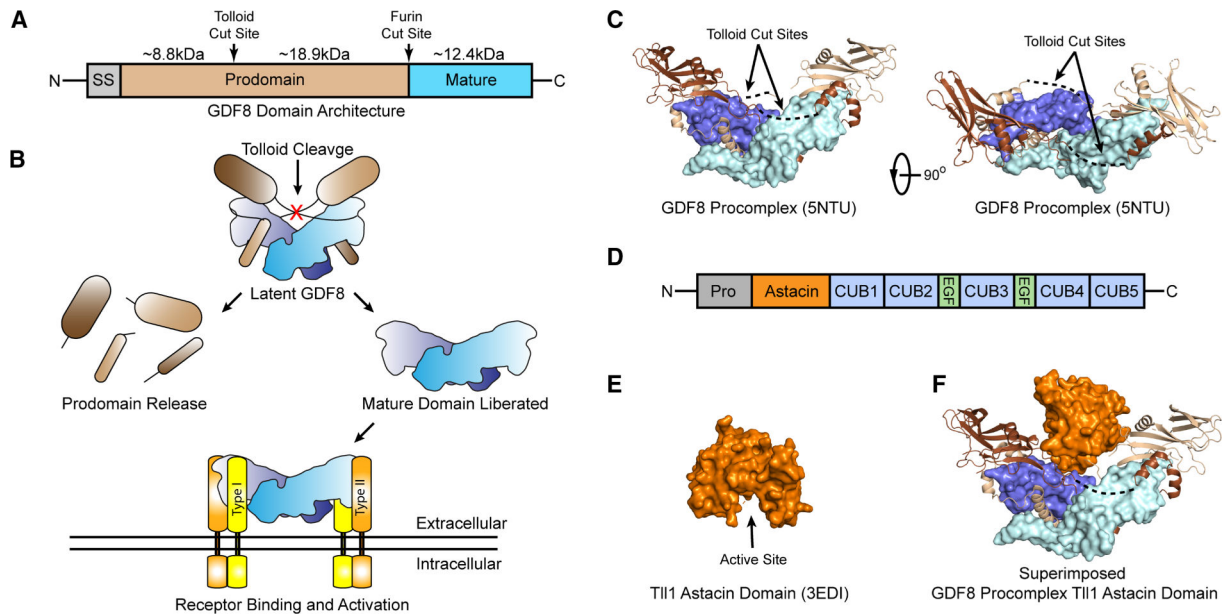 A
Tolloid
Cut Site
Furin
Cut Site
~8.8kDa
~18.9kDa
~12.4kDa
N
SS
Prodomain
Mature
C
GDF8 Domain Architecture
B
Tolloid Cleavge
X
Latent GDF8
Prodomain Release
Mature Domain Liberated
Type I
Type II
Extracellular
Intracellular
Receptor Binding and Activation
C
Tolloid Cut Sites
Tolloid Cut Sites
90°
GDF8 Procomplex (5NTU)
GDF8 Procomplex (5NTU)
D
N
Pro
Astacin
CUB1
CUB2
EGF
CUB3
EGF
CUB4
CUB5
C
E
Active Site
Tll1 Astacin Domain (3EDI)
F
Superimposed
GDF8 Procomplex Tll1 Astacin Domain